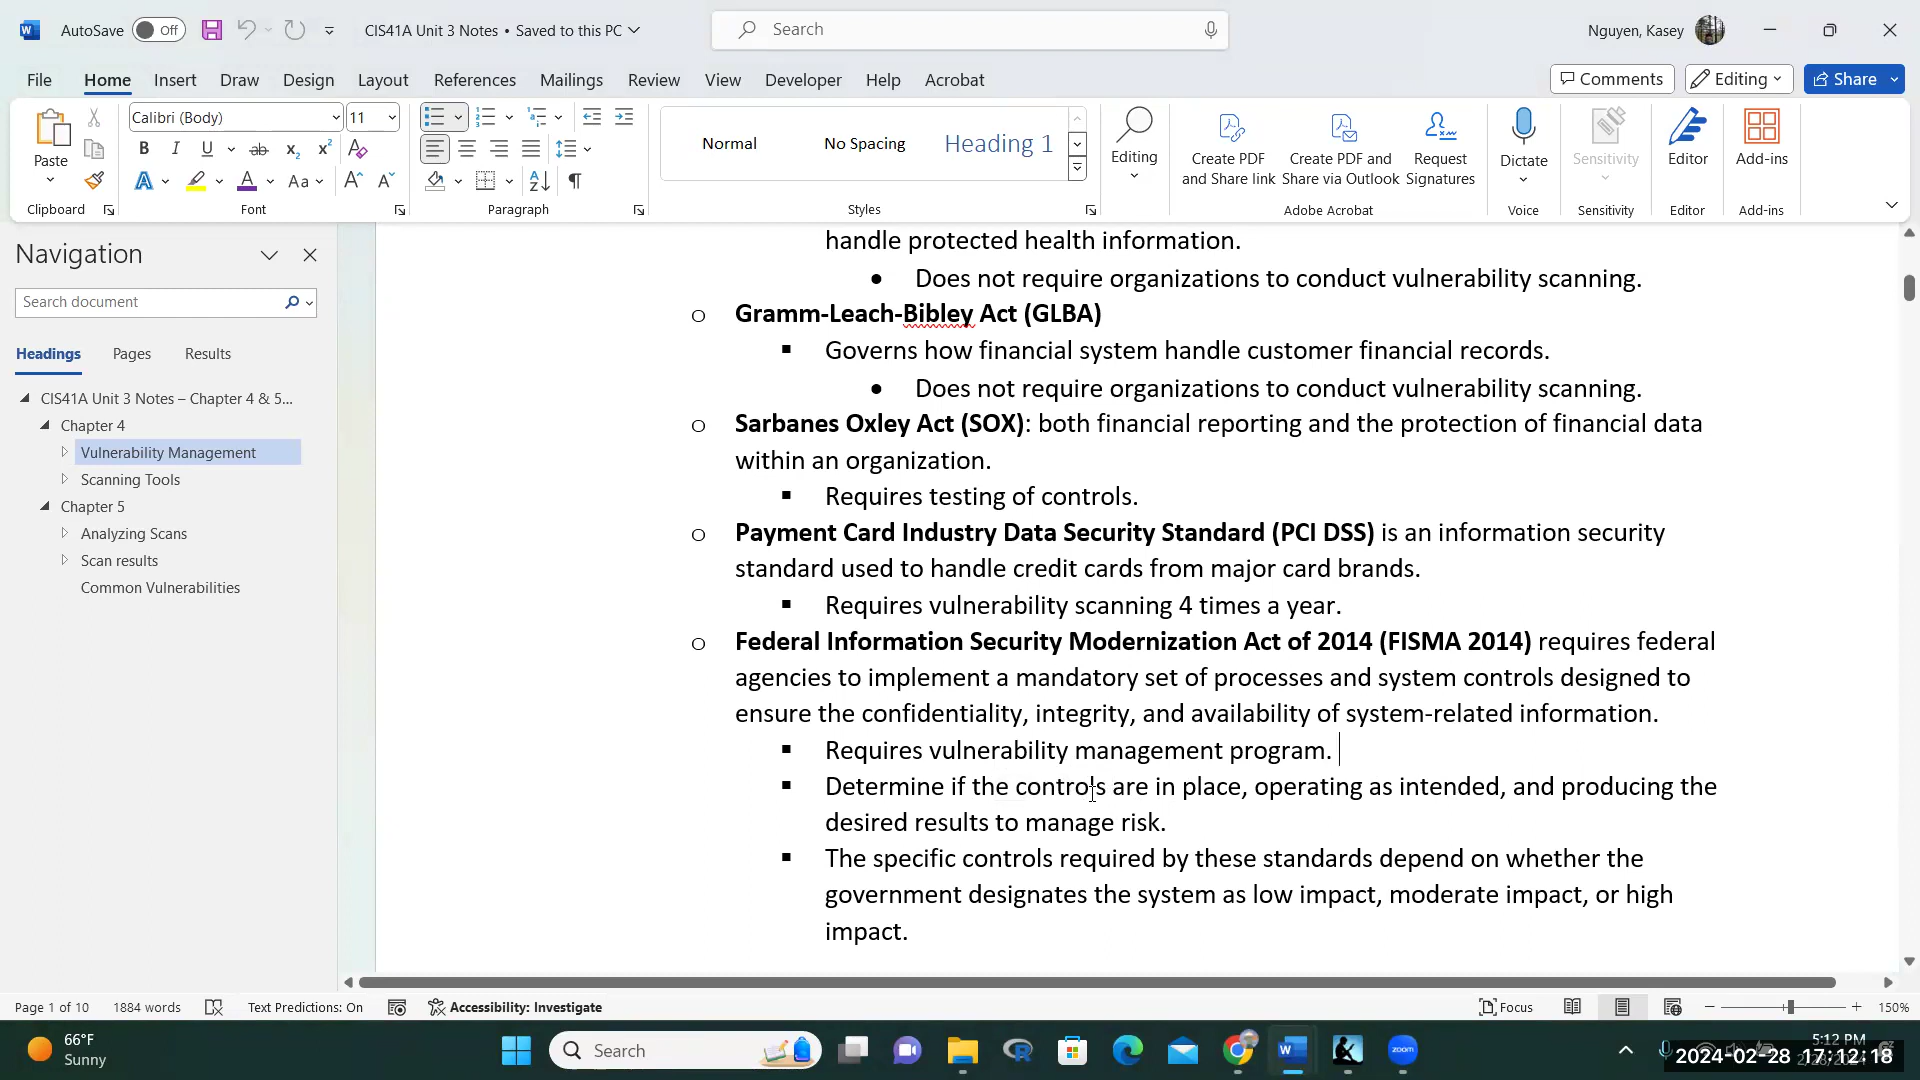 AutoSave Off CIS41A Unit 3 Notes • Saved to this PC Search Nguyen, Kasey
File Home Insert Draw Design Layout References Mailings Review View Developer Help Acrobat Comments Editing Share
Calibri (Body) 11
Paste
Normal No Spacing Heading 1
Editing
Create PDF and Share link
Create PDF and Share via Outlook
Request Signatures
Dictate
Sensitivity
Editor
Add-ins
Clipboard Font Paragraph Styles Adobe Acrobat Voice Sensitivity Editor Add-ins
Navigation
Search document
Headings Pages Results
CIS41A Unit 3 Notes – Chapter 4 & 5...
Chapter 4
Vulnerability Management
Scanning Tools
Chapter 5
Analyzing Scans
Scan results
Common Vulnerabilities
handle protected health information.
• Does not require organizations to conduct vulnerability scanning.
o Gramm-Leach-Bibley Act (GLBA)
▪ Governs how financial system handle customer financial records.
• Does not require organizations to conduct vulnerability scanning.
o Sarbanes Oxley Act (SOX): both financial reporting and the protection of financial data
within an organization.
▪ Requires testing of controls.
o Payment Card Industry Data Security Standard (PCI DSS) is an information security
standard used to handle credit cards from major card brands.
▪ Requires vulnerability scanning 4 times a year.
o Federal Information Security Modernization Act of 2014 (FISMA 2014) requires federal
agencies to implement a mandatory set of processes and system controls designed to
ensure the confidentiality, integrity, and availability of system-related information.
▪ Requires vulnerability management program.
▪ Determine if the controls are in place, operating as intended, and producing the
desired results to manage risk.
▪ The specific controls required by these standards depend on whether the
government designates the system as low impact, moderate impact, or high
impact.
Page 1 of 10 1884 words Text Predictions: On Accessibility: Investigate Focus 150%
66°F
Sunny
Search
zoom
5:12 PM
2024-02-28 17:12:18